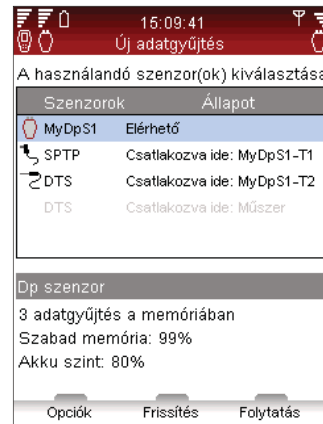 15:09:41
Új adatgyűjtés
A használandó szenzor(ok) kiválasztása
Szenzorok Állapot
MyDpS1 Elérhető
SPTP Csatlakozva ide: MyDpS1-T1
DTS Csatlakozva ide: MyDpS1-T2
DTS Csatlakozva ide: Műszer
Dp szenzor
3 adatgyűjtés a memóriában
Szabad memória: 99%
Akku szint: 80%
Opciók Frissítés Folytatás